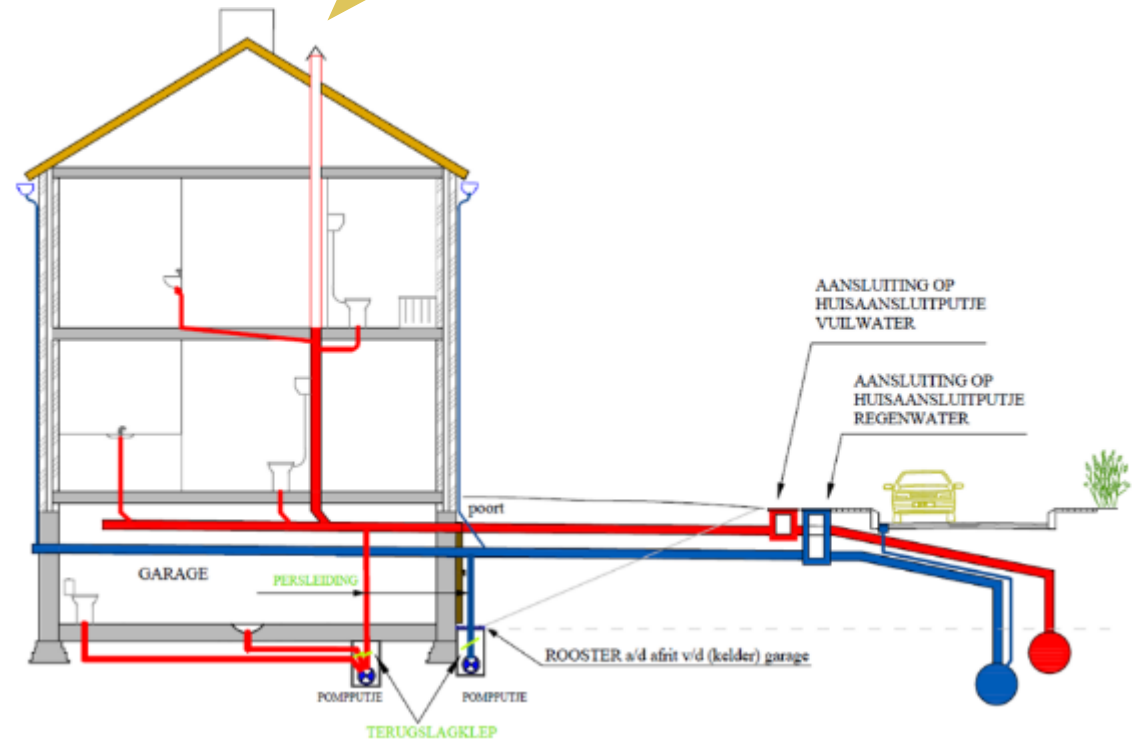 AANSLUITING OP
HUISAANSLUITPUTJE
VUILWATER
AANSLUITING OP
HUISAANSLUITPUTJE
REGENWATER
poort
GARAGE
PERSLEIDING
ROOSTER a/d afrit v/d (kelder) garage
POMPPUTJE
POMPPUTJE
TERUGSLAGKLEP